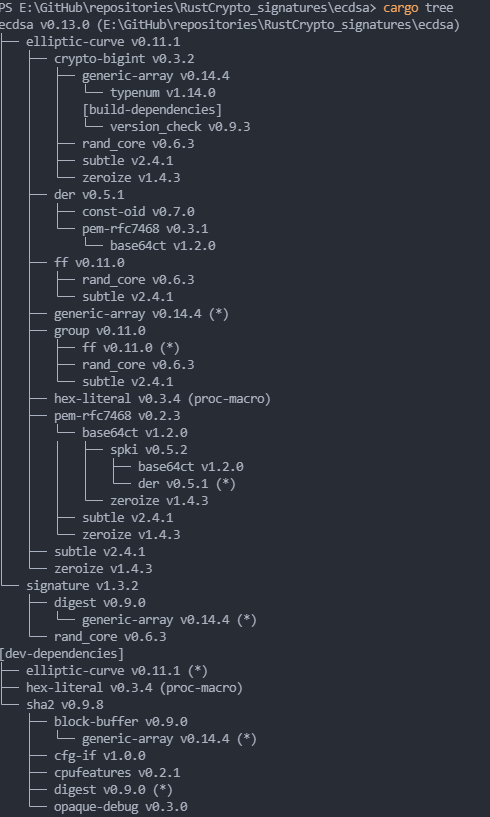 PS E:\GitHub\repositories\RustCrypto_signatures\ecdsa> cargo tree
ecdsa v0.13.0 (E:\GitHub\repositories\RustCrypto_signatures\ecdsa)
├── elliptic-curve v0.11.1
│   ├── crypto-bigint v0.3.2
│   │   ├── generic-array v0.14.4
│   │   │   └── typenum v1.14.0
│   │   │   [build-dependencies]
│   │   │   └── version_check v0.9.3
│   │   ├── rand_core v0.6.3
│   │   ├── subtle v2.4.1
│   │   └── zeroize v1.4.3
│   ├── der v0.5.1
│   │   ├── const-oid v0.7.0
│   │   └── pem-rfc7468 v0.3.1
│   │       └── base64ct v1.2.0
│   ├── ff v0.11.0
│   │   ├── rand_core v0.6.3
│   │   └── subtle v2.4.1
│   ├── generic-array v0.14.4 (*)
│   ├── group v0.11.0
│   │   ├── ff v0.11.0 (*)
│   │   ├── rand_core v0.6.3
│   │   └── subtle v2.4.1
│   ├── hex-literal v0.3.4 (proc-macro)
│   ├── pem-rfc7468 v0.2.3
│   │   └── base64ct v1.2.0
│   │   │   ├── spki v0.5.2
│   │   │   │   ├── base64ct v1.2.0
│   │   │   │   └── der v0.5.1 (*)
│   │   │   └── zeroize v1.4.3
│   │   ├── subtle v2.4.1
│   │   └── zeroize v1.4.3
│   ├── subtle v2.4.1
│   └── zeroize v1.4.3
└── signature v1.3.2
    ├── digest v0.9.0
    │   └── generic-array v0.14.4 (*)
    └── rand_core v0.6.3
[dev-dependencies]
├── elliptic-curve v0.11.1 (*)
├── hex-literal v0.3.4 (proc-macro)
└── sha2 v0.9.8
    ├── block-buffer v0.9.0
    │   └── generic-array v0.14.4 (*)
    ├── cfg-if v1.0.0
    ├── cpufeatures v0.2.1
    ├── digest v0.9.0 (*)
    └── opaque-debug v0.3.0